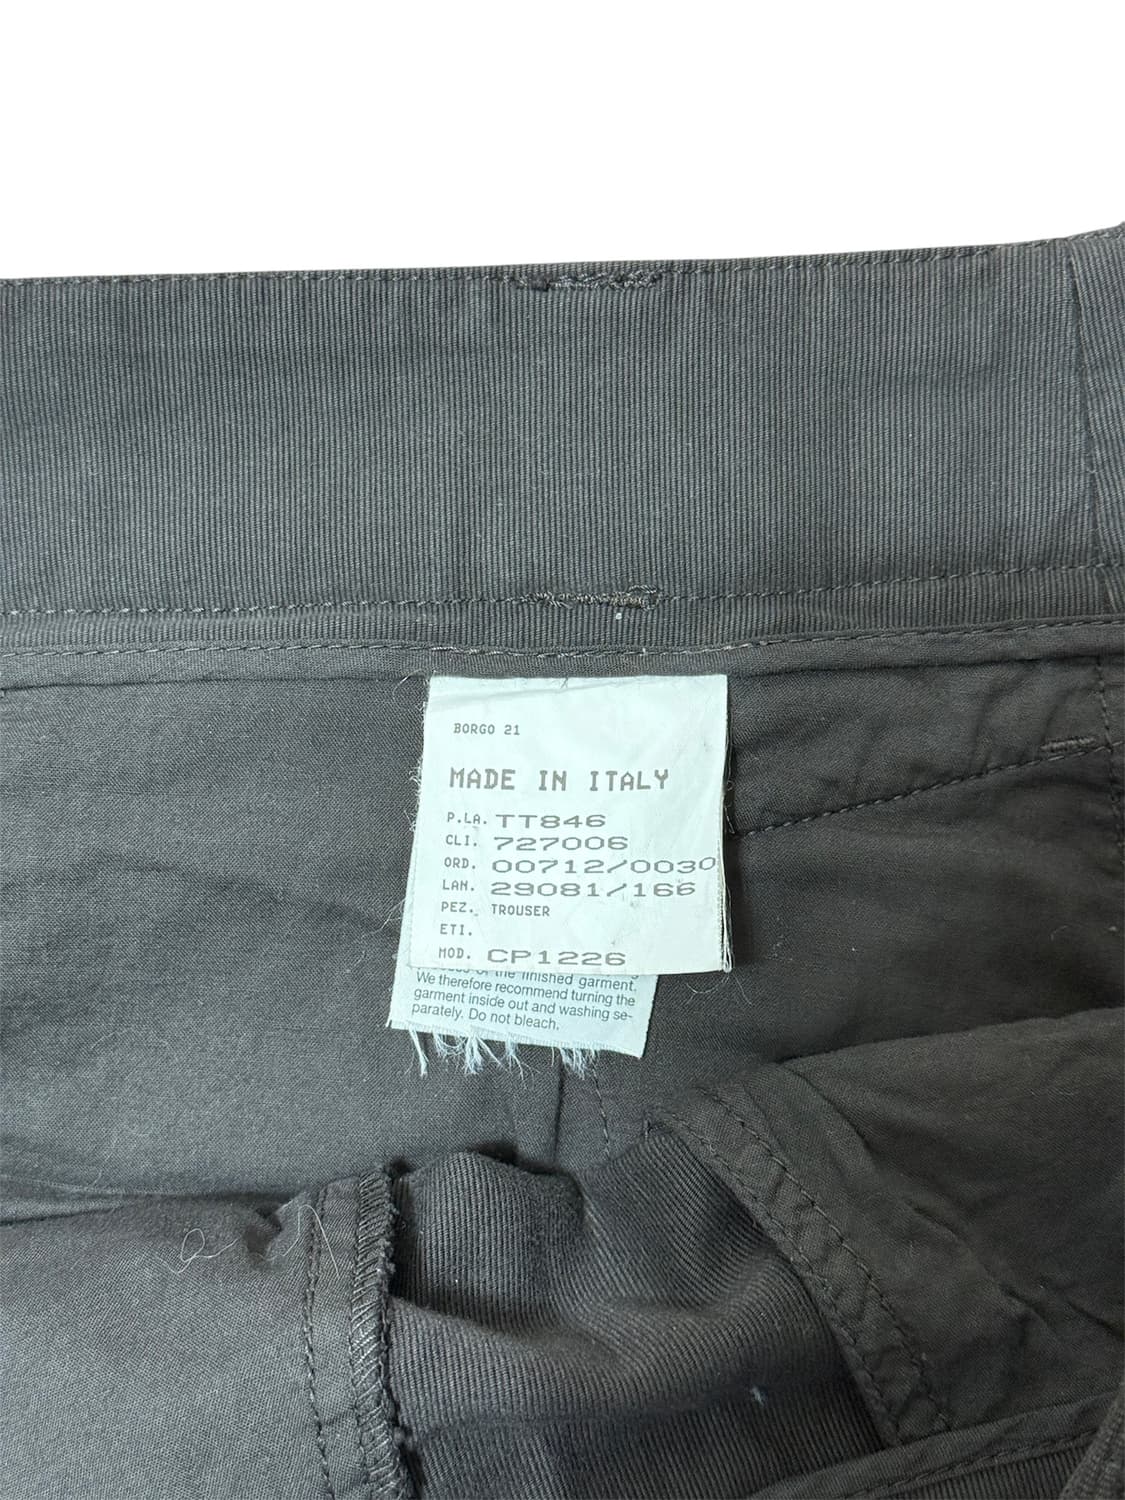 BORGO 21
MADE IN ITALY
P.LA. TT846
CLI. 727006
ORD. 00712/0030
LAN. 29081/166
PEZ. TROUSER
ETI.
MOD. CP1226
of the finished garment.
We therefore recommend turning the
garment inside out and washing se-
parately. Do not bleach.